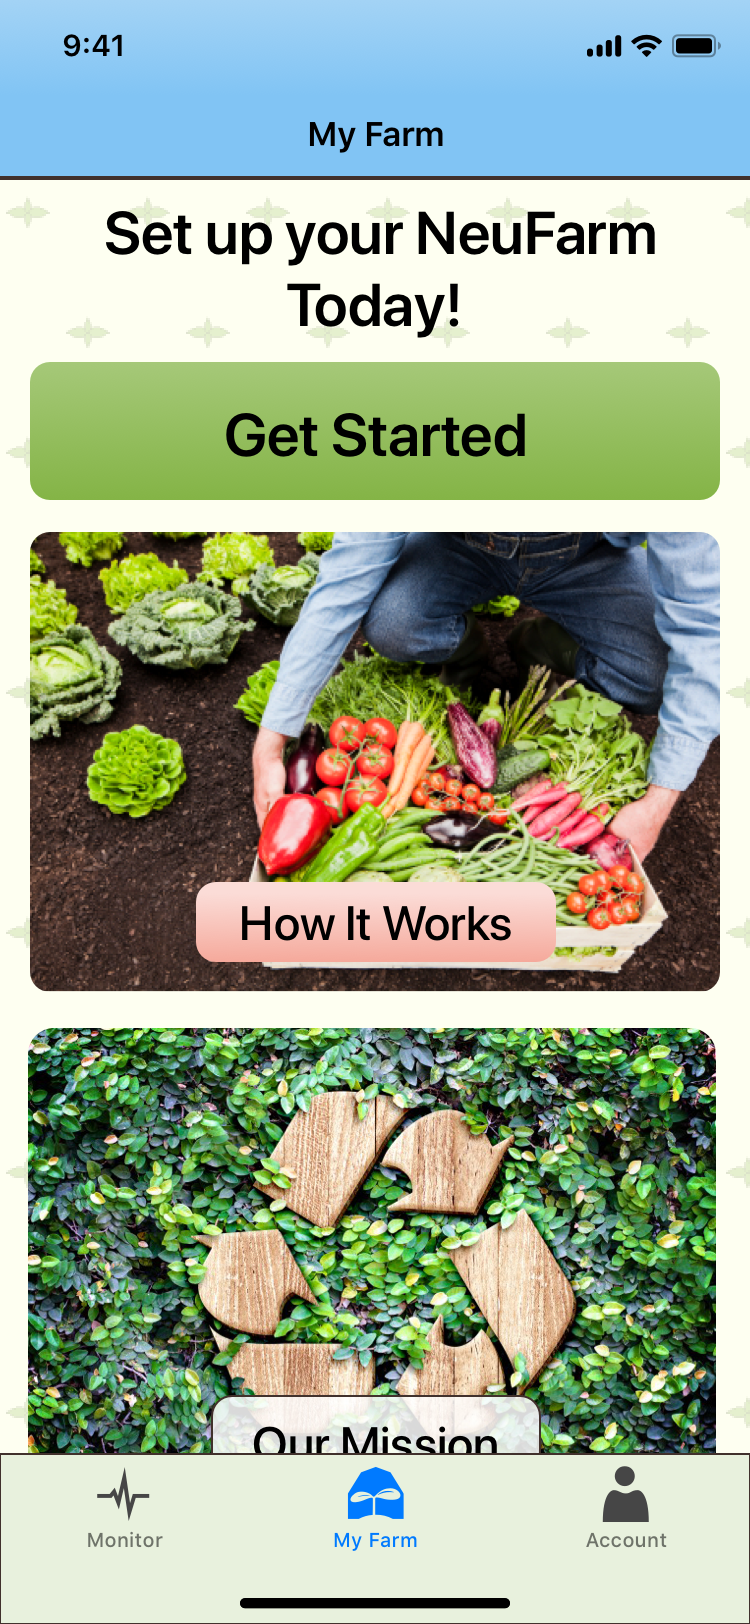 9:41
My Farm
Set up your NeuFarm
Today!
Get Started
How It Works
Our Mission
Monitor
My Farm
Account